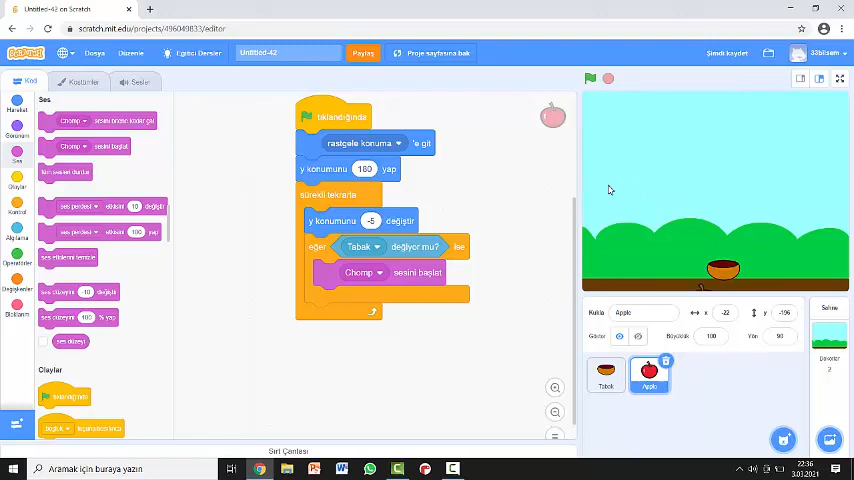 Untitled-42 on Scratch
scratch.mit.edu/projects/496049833/editor
SCRATCH
Dosya
Düzenle
Eğitici Dersler
Untitled-42
Paylaş
Proje sayfasına bak
Şimdi kaydet
33bilsem
Kod
Kostümler
Sesler
Hareket
Görünüm
Ses
Olaylar
Kontrol
Algılama
Operatörler
Değişkenler
Bloklarım
Ses
Chomp sesini bitene kadar çal
Chomp sesini başlat
tüm sesleri durdur
ses perdesi etkisini 10 değiştir
ses perdesi etkisini 100 yap
ses etkilerini temizle
ses düzeyini -10 değiştir
ses düzeyini 100 % yap
ses düzeyi
Olaylar
tıklandığında
boşluk tuşuna basılınca
tıklandığında
rastgele konuma 'e git
y konumunu 180 yap
sürekli tekrarla
y konumunu -5 değiştir
eğer Tabak değiyor mu? ise
Chomp sesini başlat
Sırt Çantası
Kukla
Apple
x
-22
y
-196
Göster
Büyüklük
100
Yön
90
Tabak
Apple
Sahne
Dekorlar
2
Aramak için buraya yazın
22:36
3.03.2021